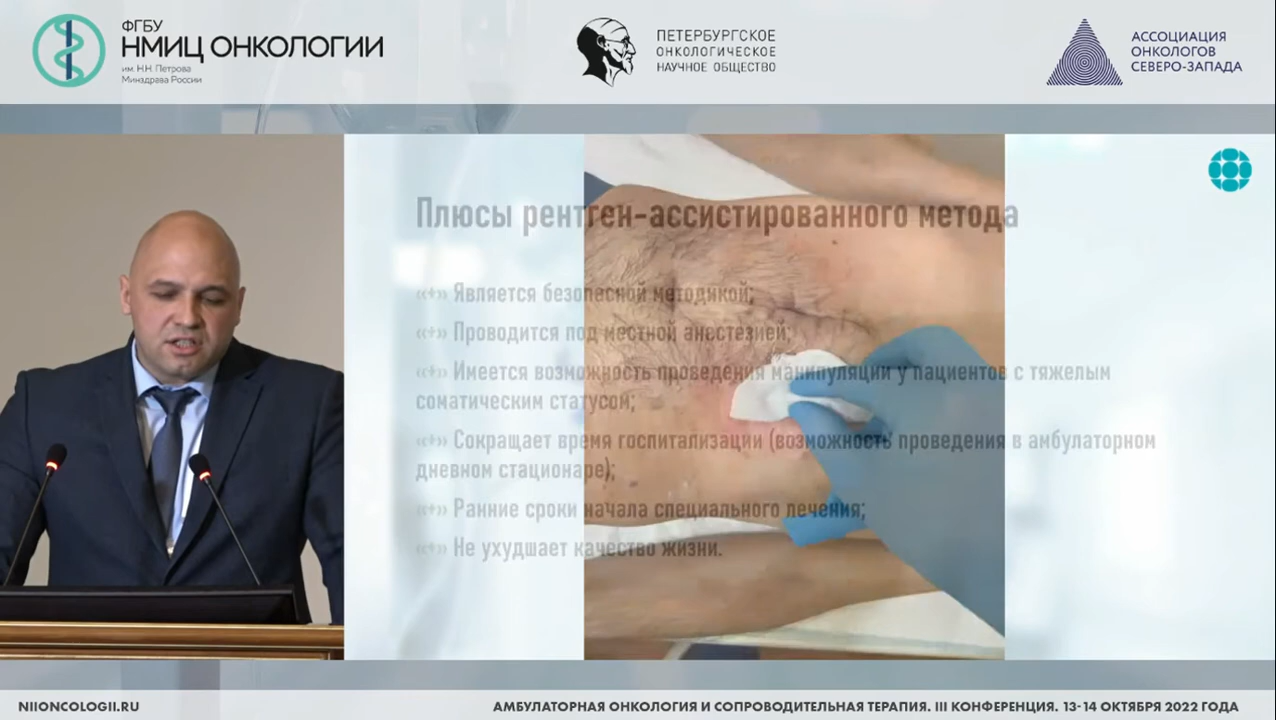 ФГБУ
НМИЦ ОНКОЛОГИИ
им. Н.Н. Петрова
Минздрава России
ПЕТЕРБУРГСКОЕ
ОНКОЛОГИЧЕСКОЕ
НАУЧНОЕ ОБЩЕСТВО
АССОЦИАЦИЯ
ОНКОЛОГОВ
СЕВЕРО-ЗАПАДА
Плюсы рентген-ассистированного метода
«+» Является безопасной методикой;
«+» Проводится под местной анестезией;
«+» Имеется возможность проведения манипуляции у пациентов с тяжелым
соматическим статусом;
«+» Сокращает время госпитализации (возможность проведения в амбулаторном
дневном стационаре);
«+» Ранние сроки начала специального лечения;
«+» Не ухудшает качество жизни.
NIIONCOLOGII.RU
АМБУЛАТОРНАЯ ОНКОЛОГИЯ И СОПРОВОДИТЕЛЬНАЯ ТЕРАПИЯ. III КОНФЕРЕНЦИЯ. 13-14 ОКТЯБРЯ 2022 ГОДА